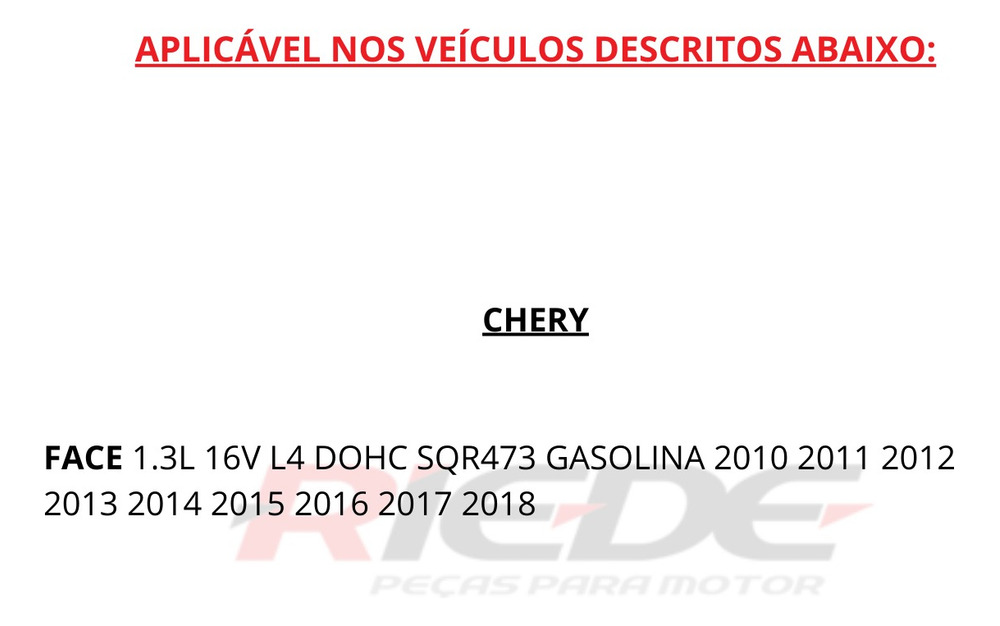 APLICÁVEL NOS VEÍCULOS DESCRITOS ABAIXO:
CHERY
FACE 1.3L 16V L4 DOHC SQR473 GASOLINA 2010 2011 2012
2013 2014 2015 2016 2017 2018
RIEDE
PEÇAS PARA MOTOR